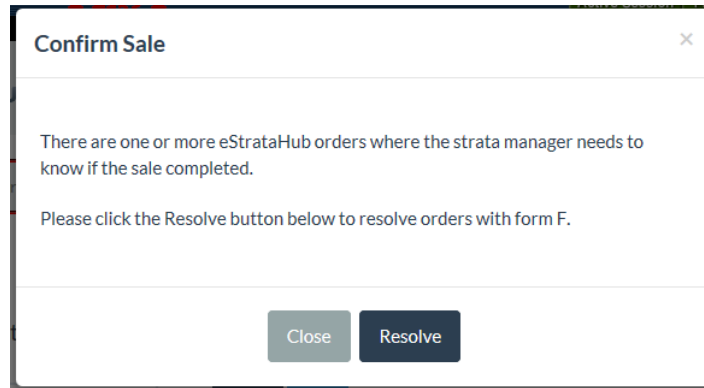 Confirm Sale
×
There are one or more eStrataHub orders where the strata manager needs to
know if the sale completed.
Please click the Resolve button below to resolve orders with form F.
Close
Resolve